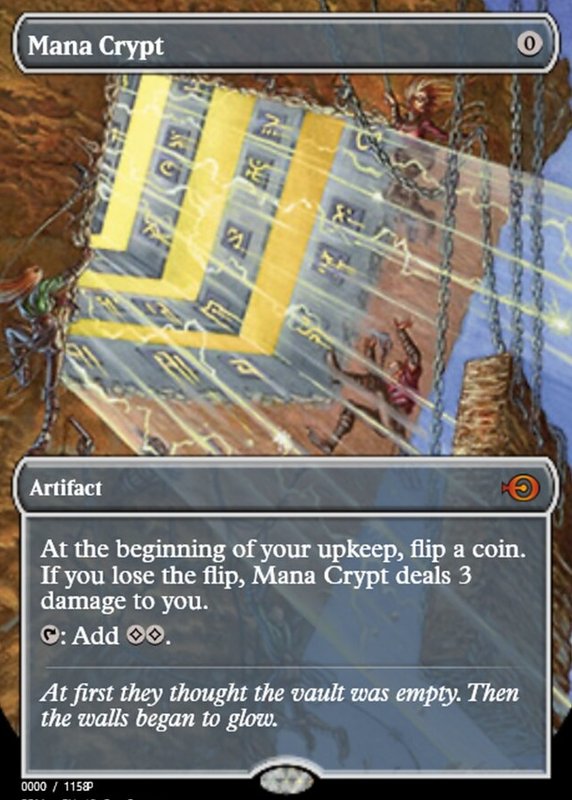 Mana Crypt 0
Artifact
At the beginning of your upkeep, flip a coin.
If you lose the flip, Mana Crypt deals 3
damage to you.
: Add .
At first they thought the vault was empty. Then
the walls began to glow.
0000 / 1158P